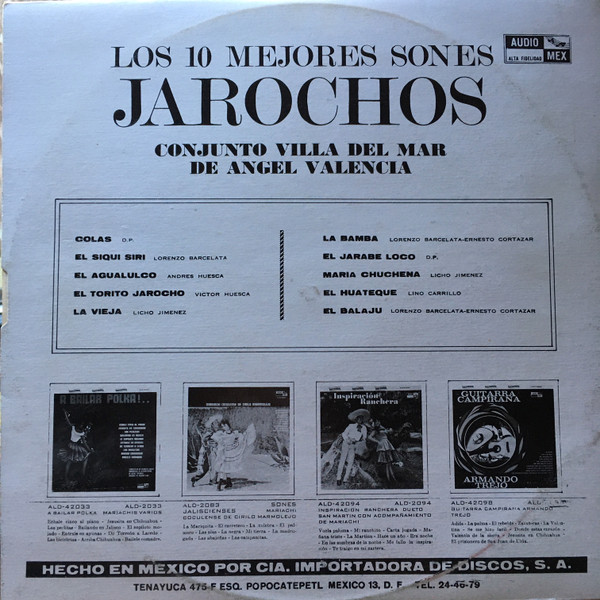 LOS 10 MEJORES SONES
AUDIO MEX
ALTA FIDELIDAD
JAROCHOS
CONJUNTO VILLA DEL MAR
DE ANGEL VALENCIA
COLAS O.P.
EL SIQUI SIRI LORENZO BARCELATA
EL AGUALULCO ANDRES HUESCA
EL TORITO JAROCHO VICTOR HUESCA
LA VIEJA LICHO JIMENEZ
LA BAMBA LORENZO BARCELATA-ERNESTO CORTAZAR
EL JARABE LOCO O.P.
MARIA CHUCHENA LICHO JIMENEZ
EL HUATEQUE LINO CARRILLO
EL BALAJU LORENZO BARCELATA-ERNESTO CORTAZAR
A BAILAR POLKA!..
Inspiración
Ranchera
GUITARRA
CAMPIRANA
ARMANDO
TREJO
ALD-42033 ALD-2033
A BAILAR POLKA MARIACHIS VARIOS
ALD-2083 SONES
JALISCIENSES MARIACHI
COCULENSE DE CIRILO MARMOLEJO
ALD-42094 ALD-2094
INSPIRACION RANCHERA DUETO
SAN MARTIN CON ACOMPAÑAMIENTO
DE MARIACHI
ALD-42098
GUITARRA CAMPIRANA ARMANDO
TREJO
HECHO EN MEXICO POR CIA. IMPORTADORA DE DISCOS, S. A.
TENAYUCA 475-F ESQ. POPOCATEPETL MEXICO 13, D. F. TEL. 24-46-79